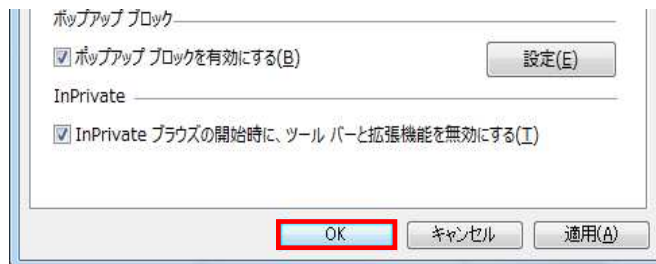 ポップアップ ブロック
ポップアップ ブロックを有効にする(B)
設定(E)
InPrivate
InPrivate ブラウズの開始時に、ツール バーと拡張機能を無効にする(T)
OK
キャンセル
適用(A)